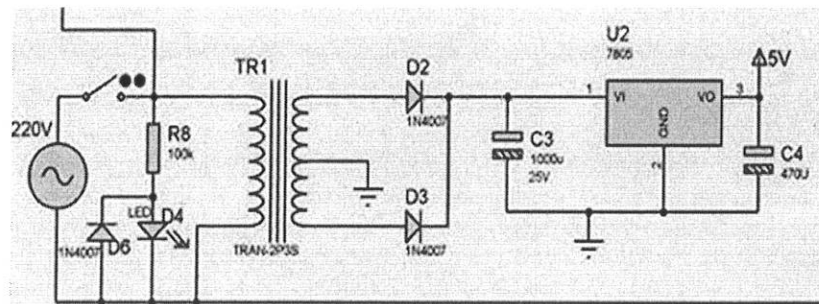 U2
7805
5V
TR1
D2
1
VI
VO
3
1N4007
GND
220V
R8
100k
C3
1000u
25V
2
C4
470U
D3
LED
D4
1N4007
D6
TRAN-2P3S
1N4007